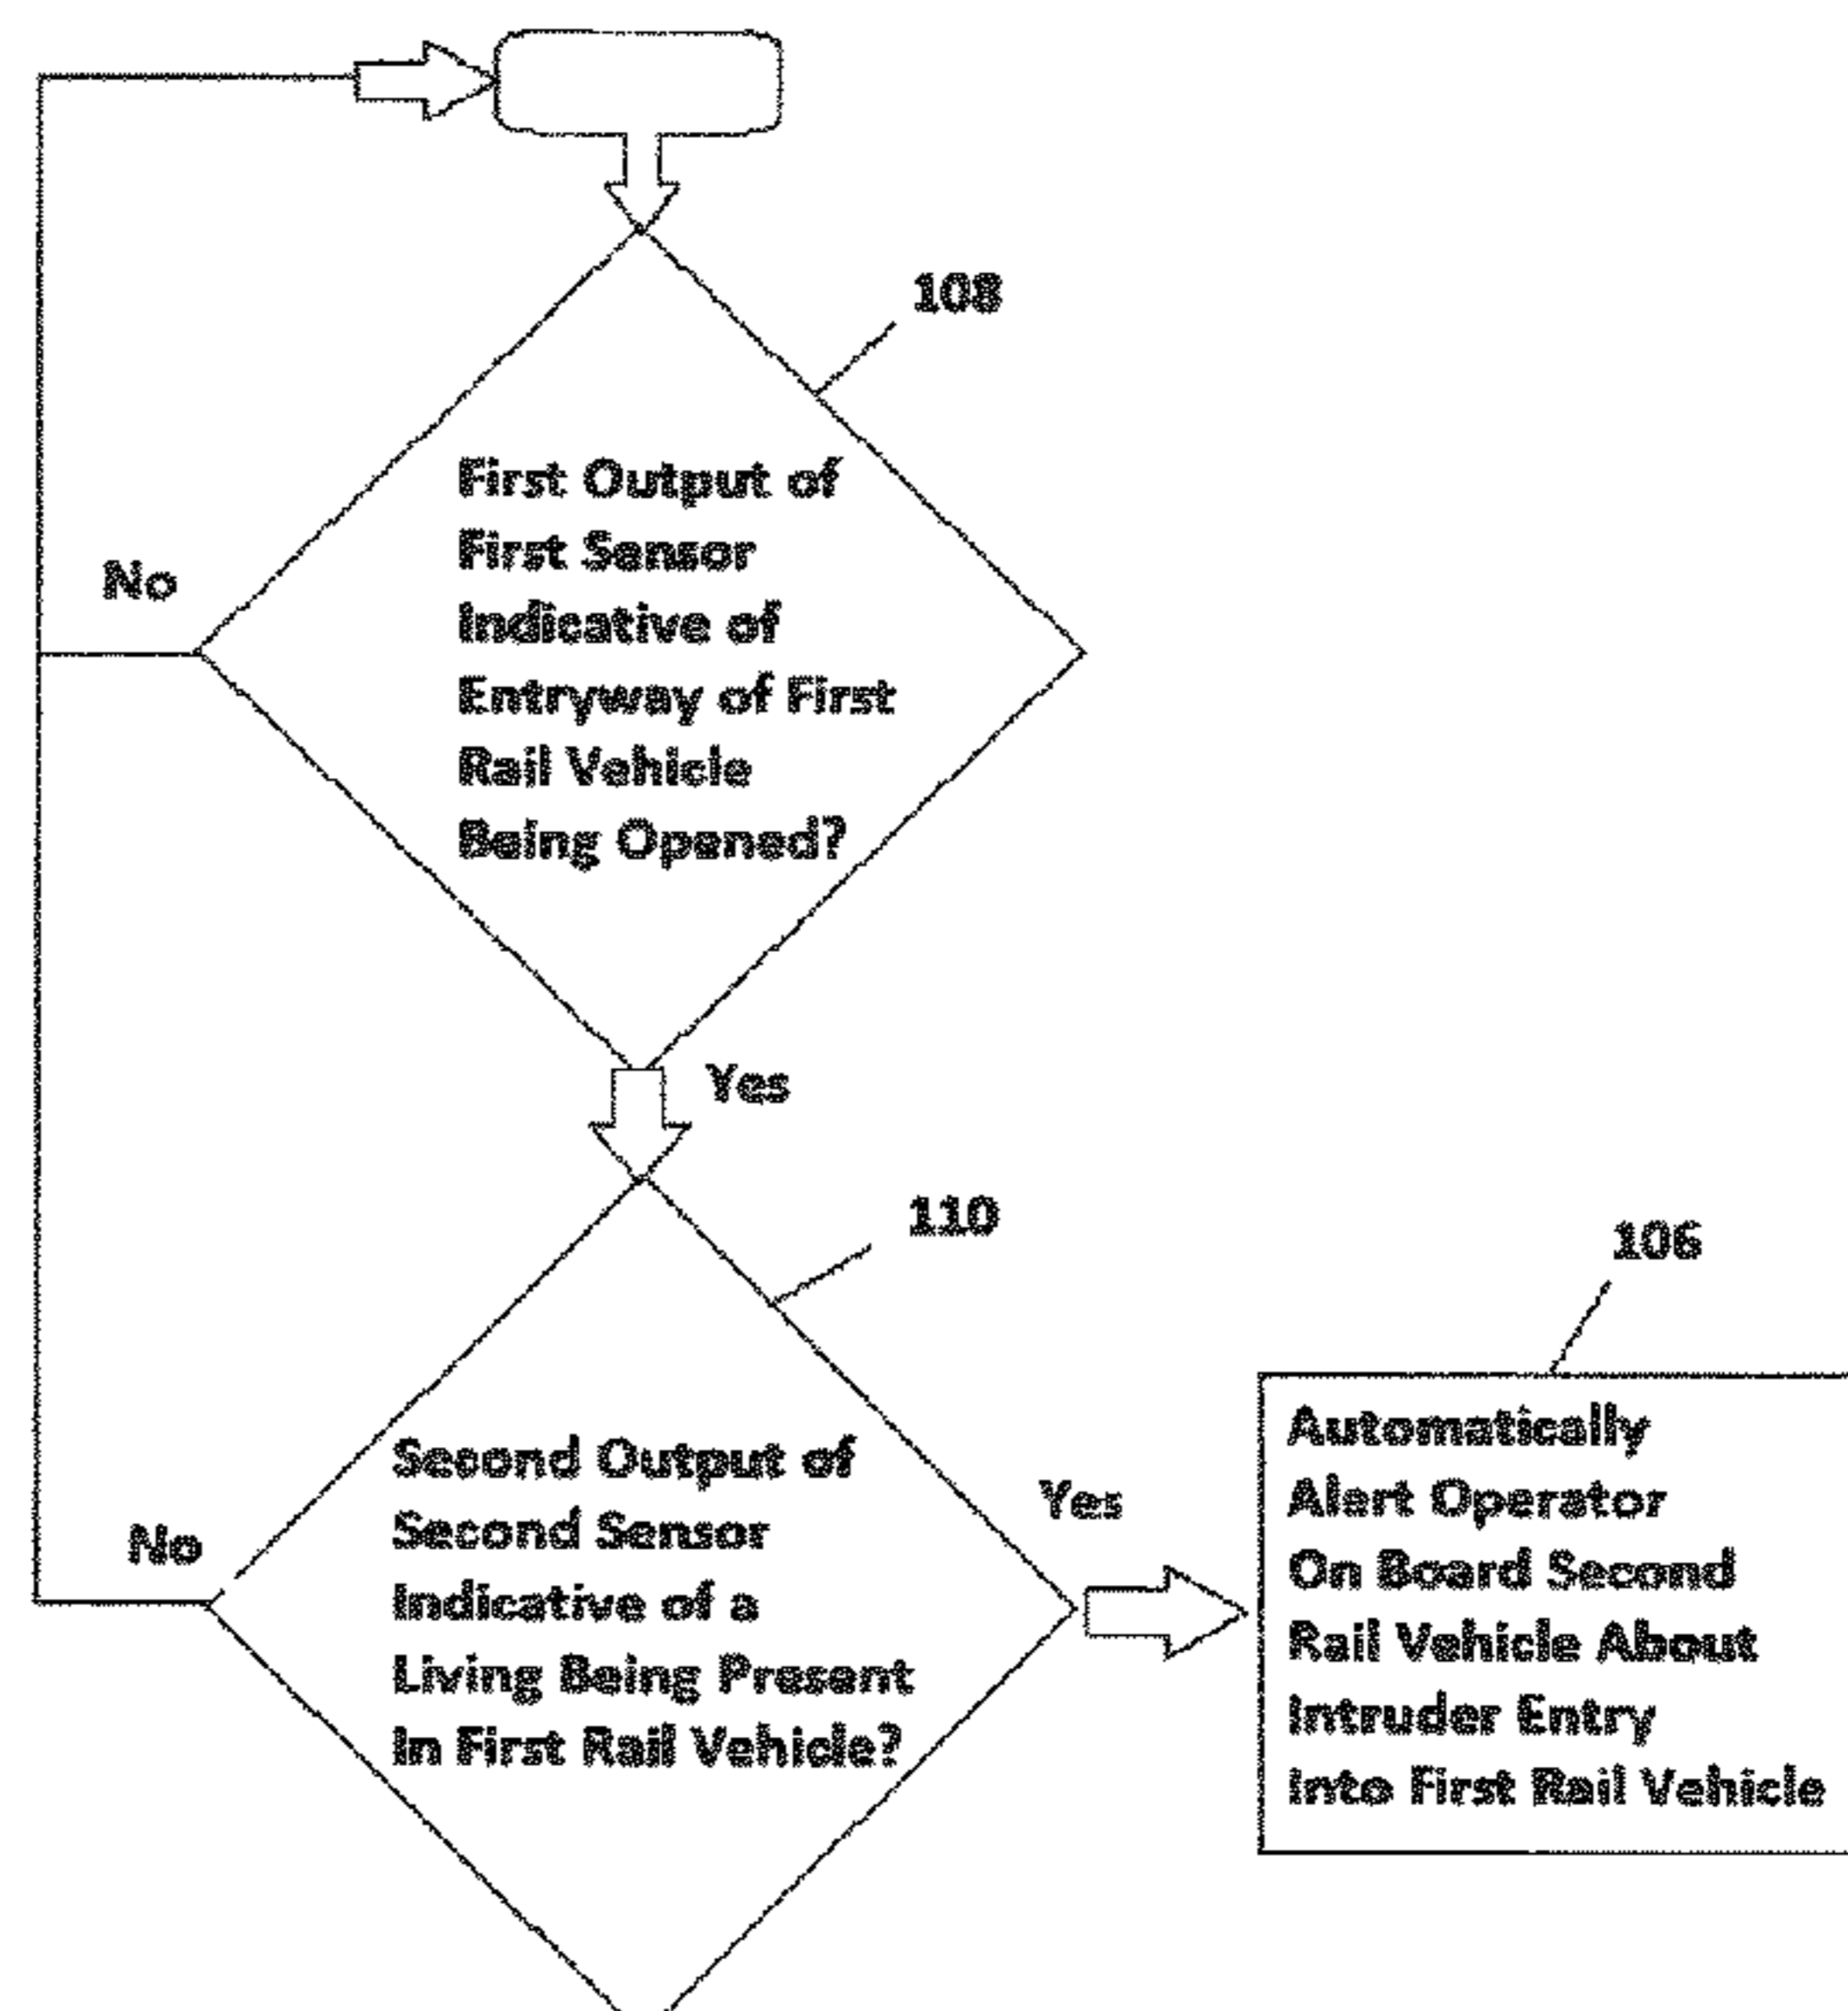 108
First Output of
First Sensor
Indicative of
Entryway of First
Rail Vehicle
Being Opened?
No
Yes
110
Second Output of
Second Sensor
Indicative of a
Living Being Present
In First Rail Vehicle?
No
Yes
106
Automatically
Alert Operator
On Board Second
Rail Vehicle About
Intruder Entry
Into First Rail Vehicle